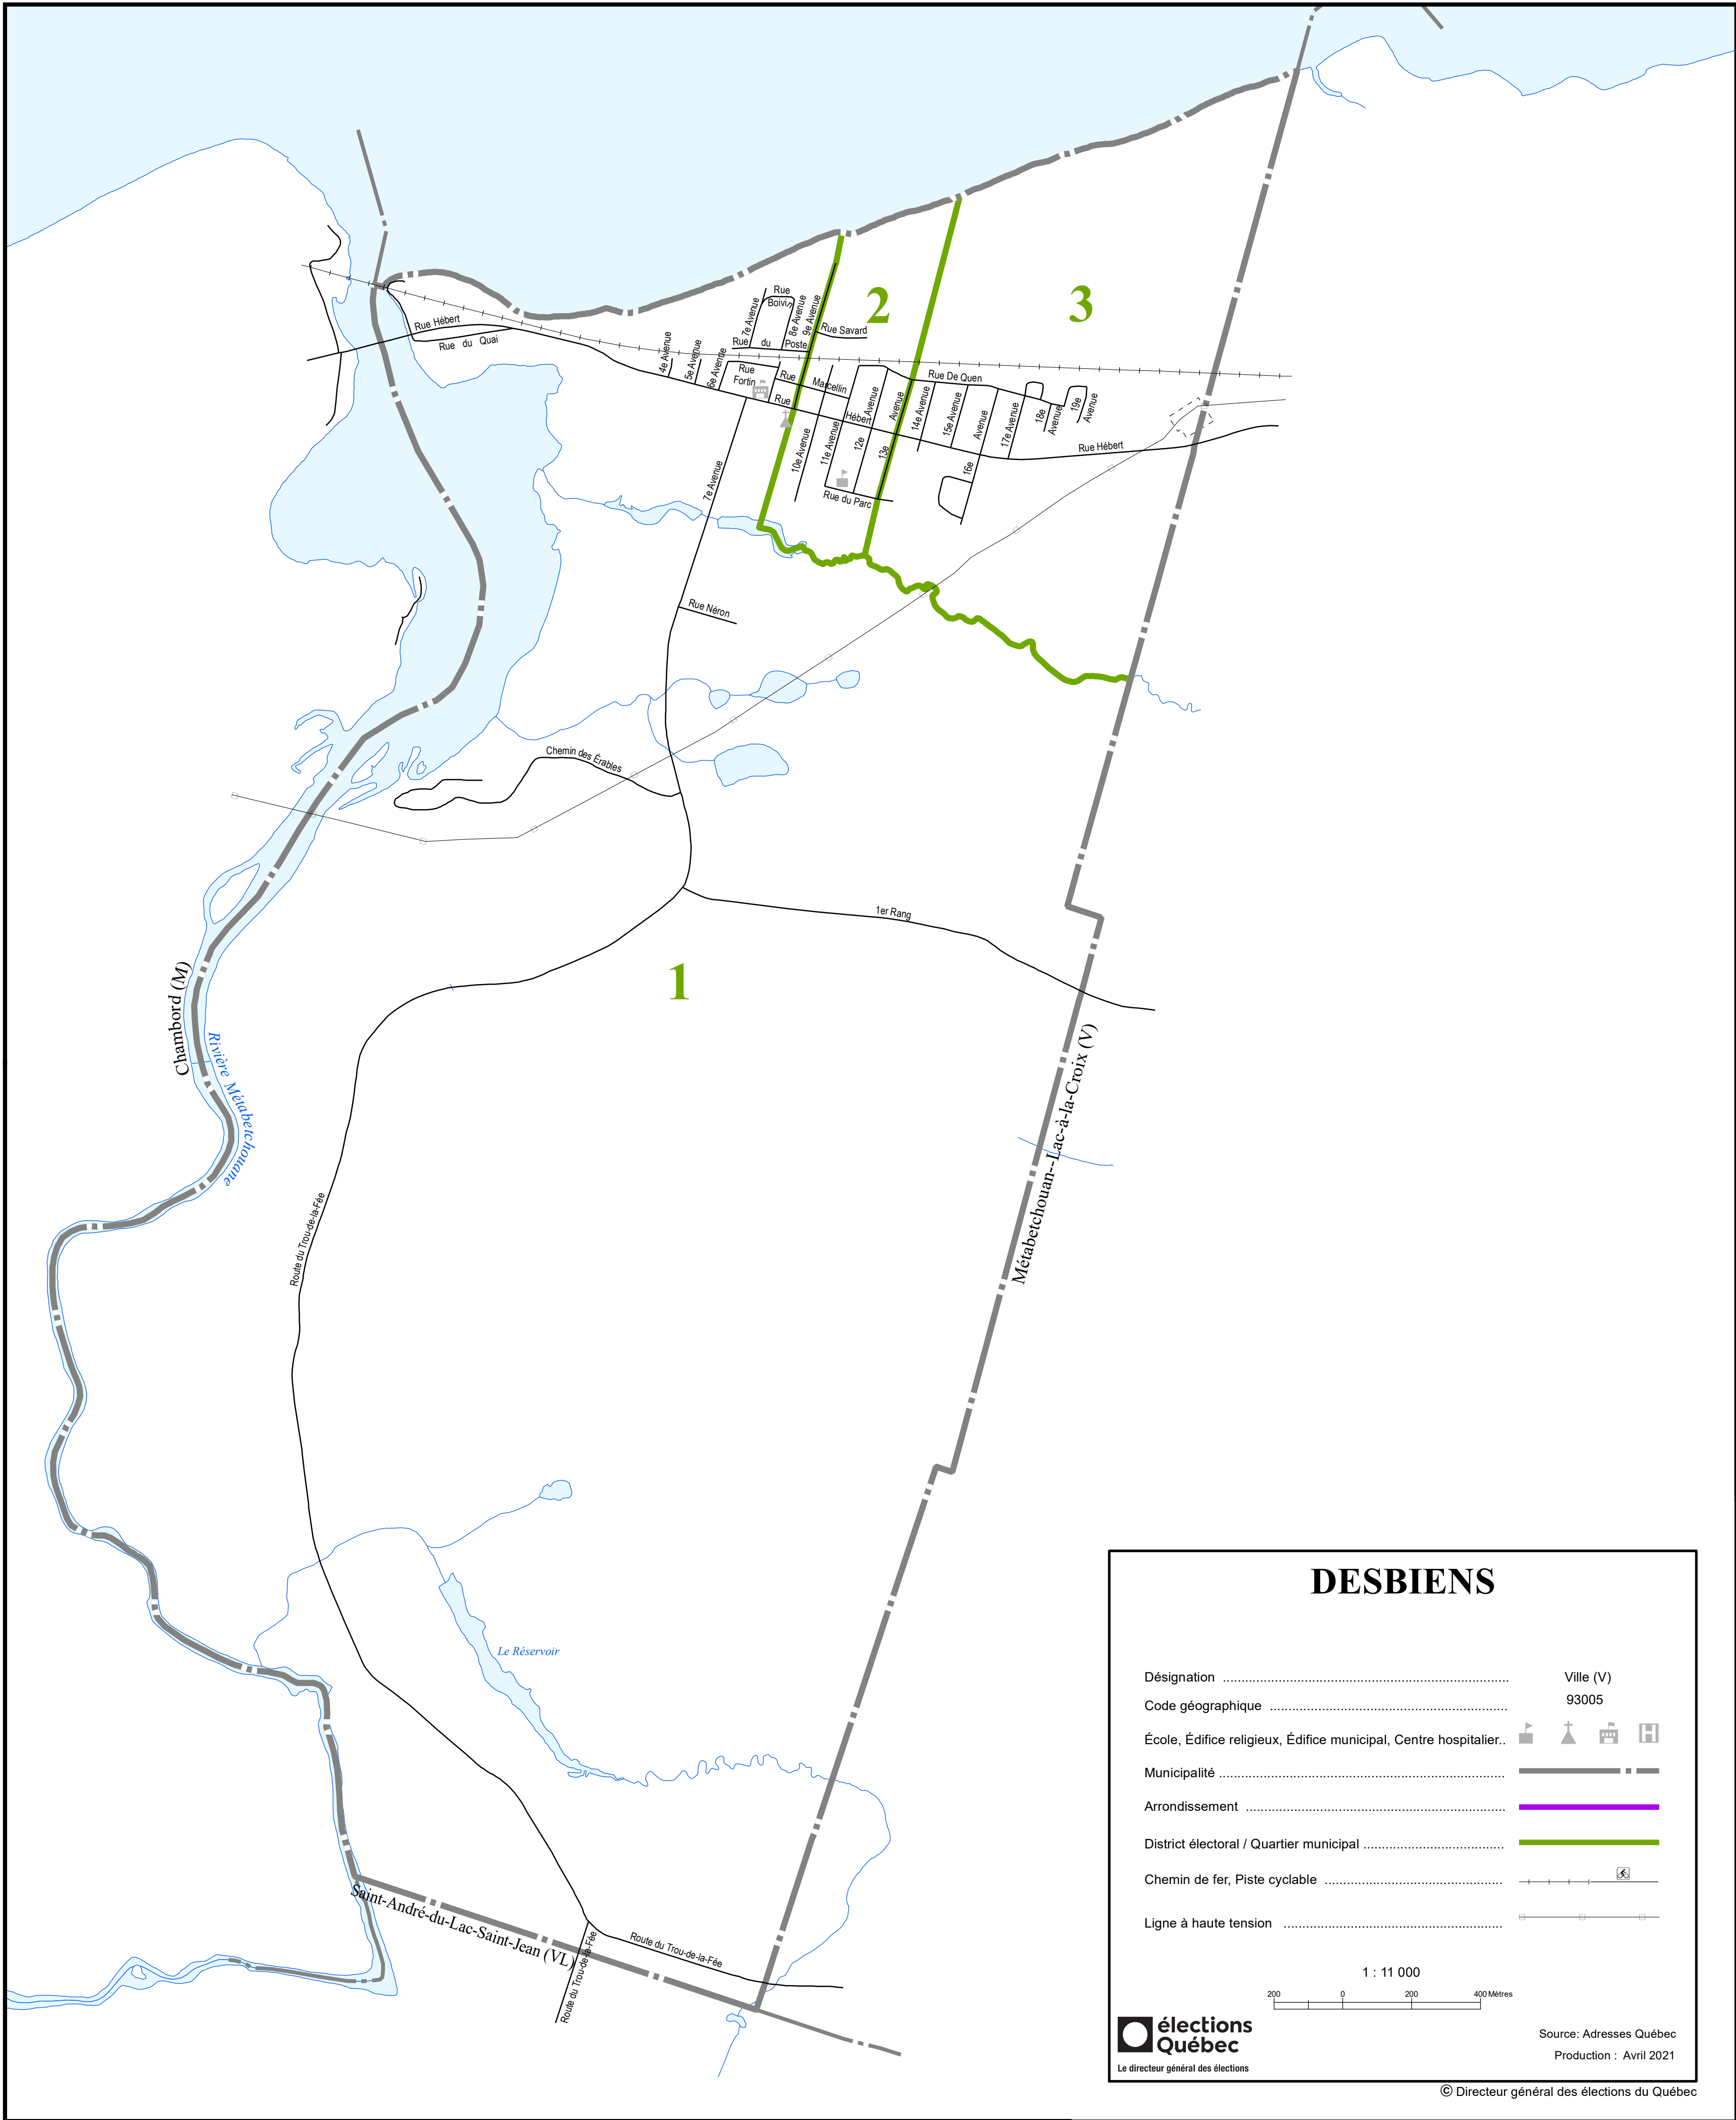 2
3
1
Rue Hébert
Rue du Quai
4e Avenue
5e Avenue
6e Avenue
7e Avenue
Rue
Boivin
8e Avenue
9e Avenue
Rue Savard
Rue du Poste
Rue
Fortin
Rue
Marcellin
Rue
Hébert
10e Avenue
11e Avenue
12e
Avenue
13e
Avenue
Rue De Quen
14e Avenue
15e Avenue
16e
Avenue
17e Avenue
18e
Avenue
19e
Avenue
Rue Hébert
Rue du Parc
7e Avenue
Rue Néron
Chemin des Érables
1er Rang
Chambord (M)
Rivière Métabetchouane
Métabetchouan--Lac-à-la-Croix (V)
Route du Trou-de-la-Fée
Le Réservoir
Saint-André-du-Lac-Saint-Jean (VL)
Route du Trou-de-la-Fée
Route du Trou-de-la-Fée
DESBIENS
Désignation ........ Ville (V)
Code géographique ........ 93005
École, Édifice religieux, Édifice municipal, Centre hospitalier..
H
Municipalité ........
Arrondissement ........
District électoral / Quartier municipal ........
Chemin de fer, Piste cyclable ........
Ligne à haute tension ........
1 : 11 000
200 0 200 400 Mètres
élections
Québec
Le directeur général des élections
Source: Adresses Québec
Production : Avril 2021
© Directeur général des élections du Québec